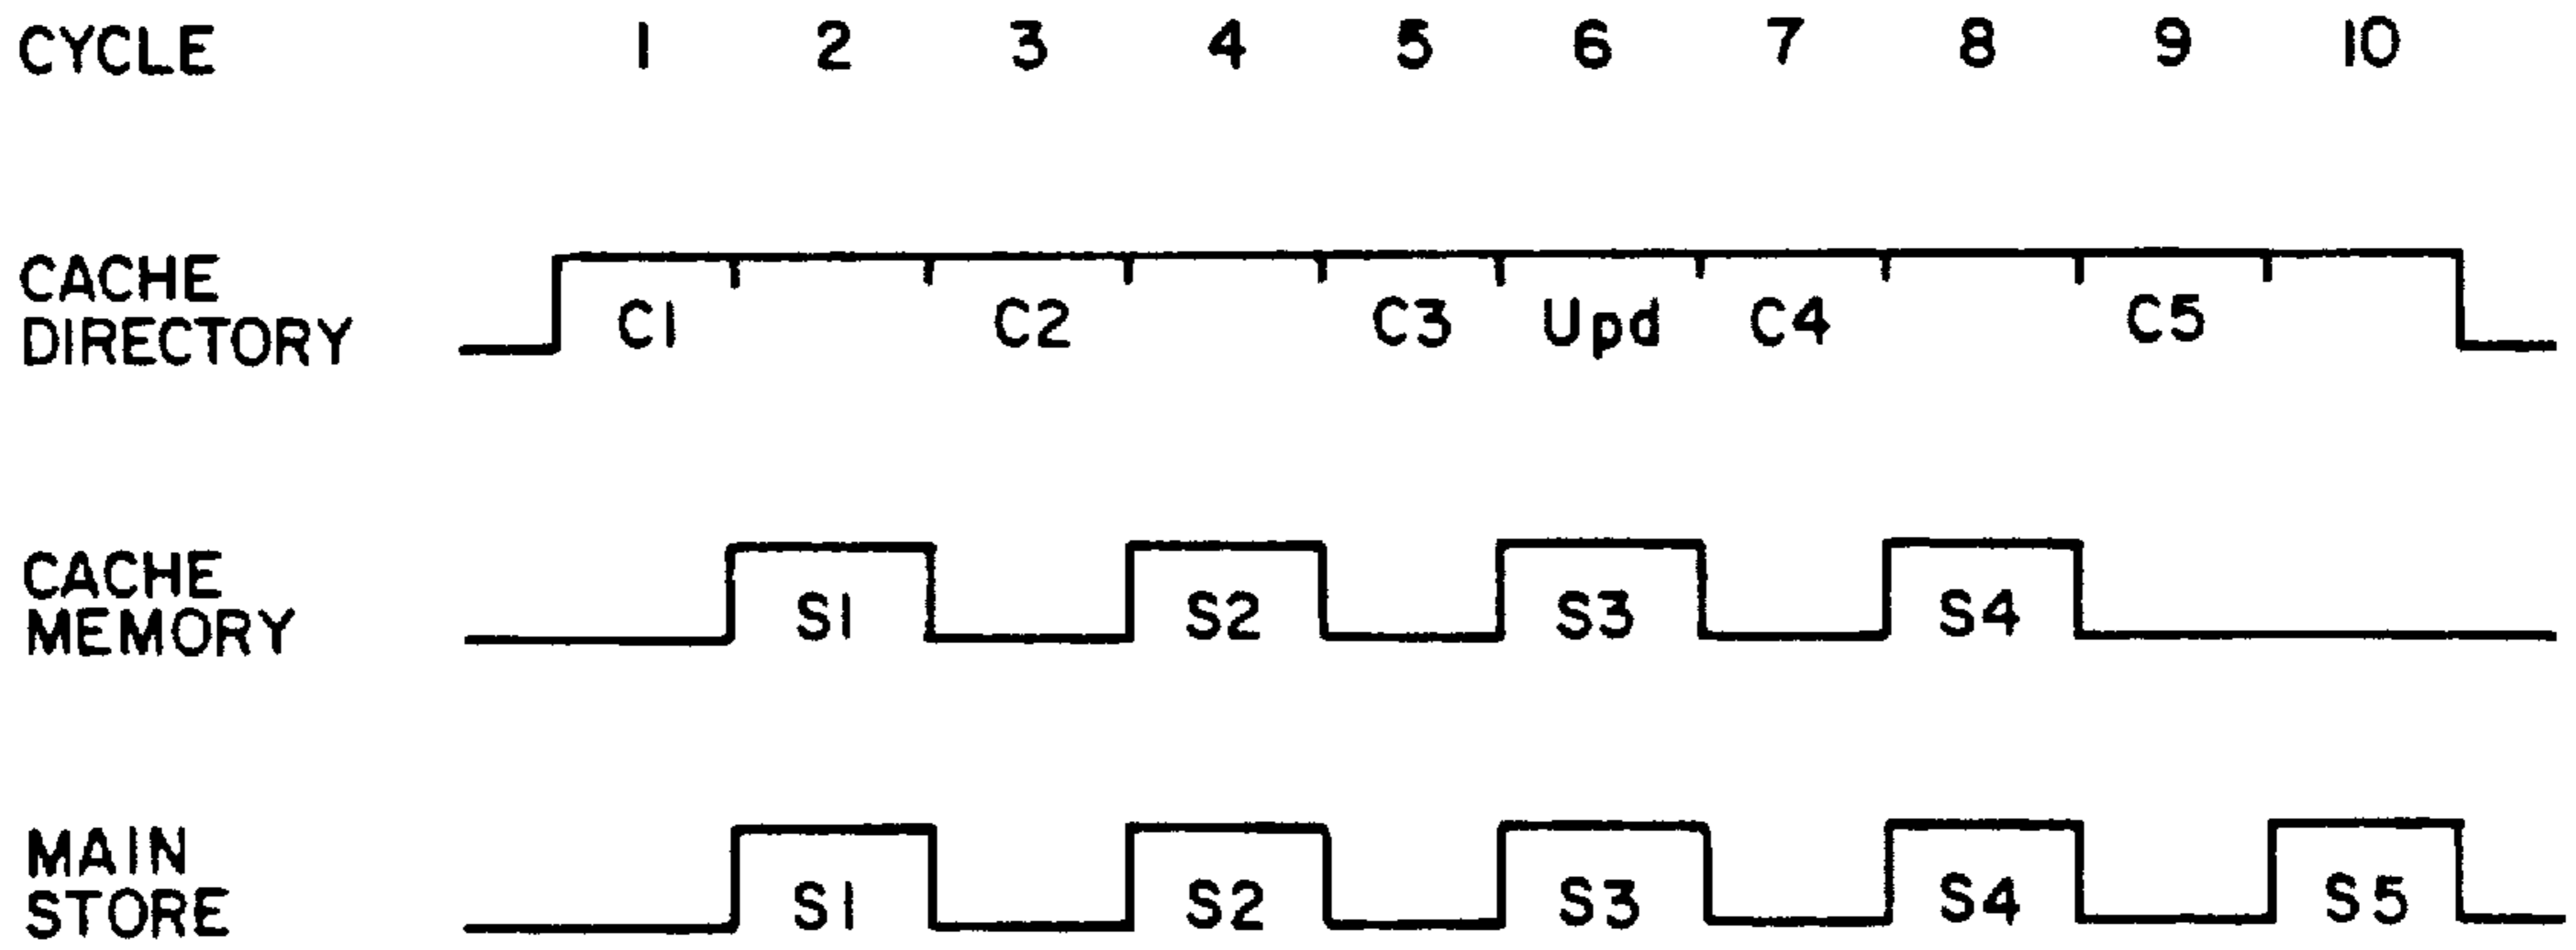 CYCLE 1 2 3 4 5 6 7 8 9 10
CACHE
DIRECTORY
C1 C2 C3 Upd C4 C5
CACHE
MEMORY
S1 S2 S3 S4
MAIN
STORE
S1 S2 S3 S4 S5